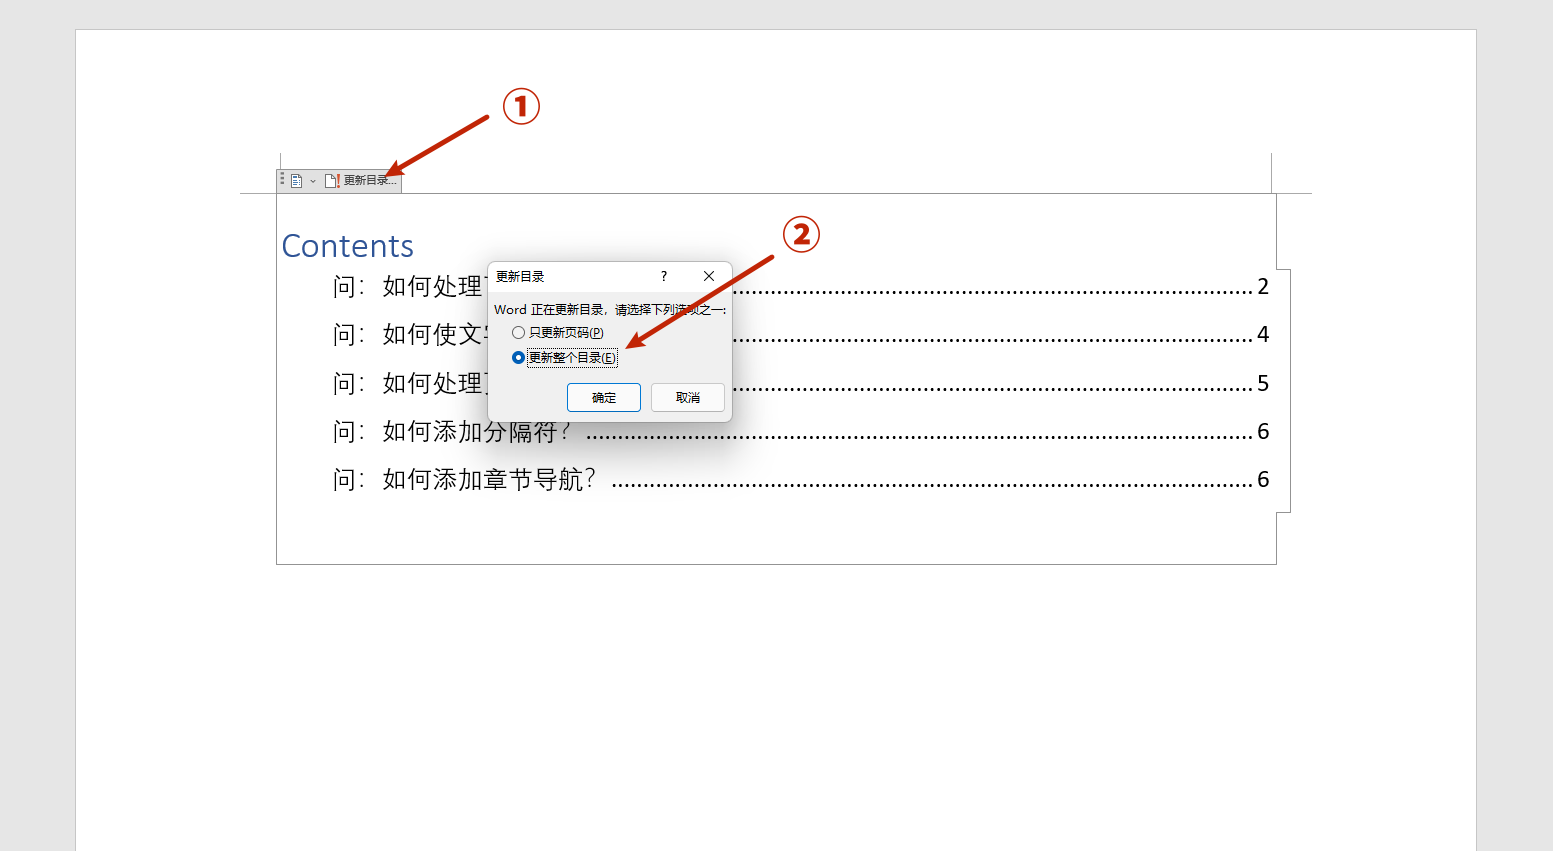 ①
更新目录...
②
Contents
更新目录 ?
Word 正在更新目录，请选择下列选项之一:
只更新页码(P)
更新整个目录(E)
确定 取消
问：如何处理 2
问：如何使文 4
问：如何处理 5
问：如何添加分隔符？ 6
问：如何添加章节导航？ 6